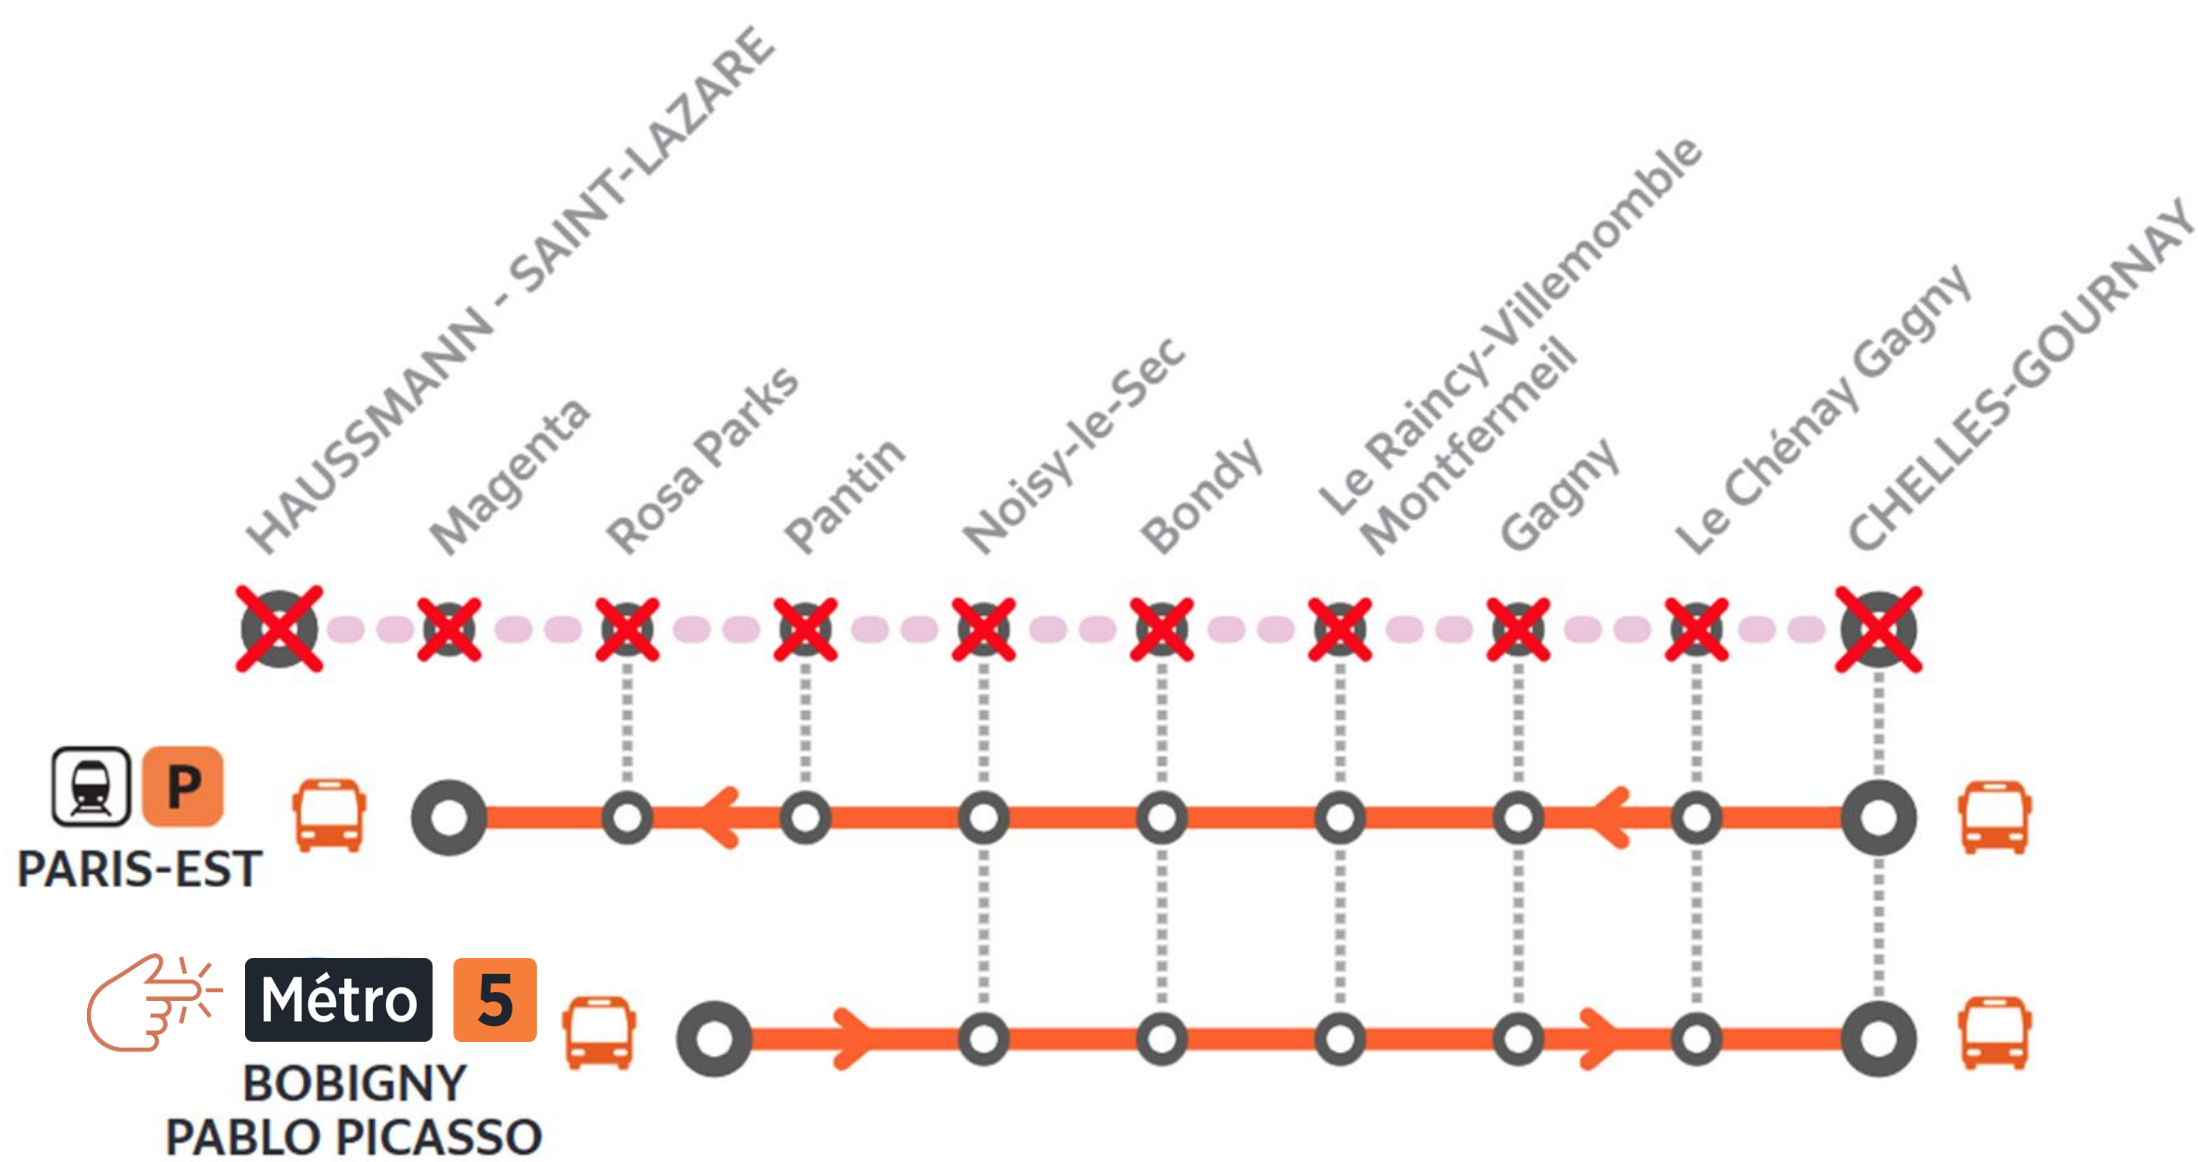 HAUSSMANN - SAINT-LAZARE
Magenta
Rosa Parks
Pantin
Noisy-le-Sec
Bondy
Le Raincy-Villemomble
Montfermeil
Gagny
Le Chénay Gagny
CHELLES-GOURNAY
P
PARIS-EST
Métro 5
BOBIGNY
PABLO PICASSO